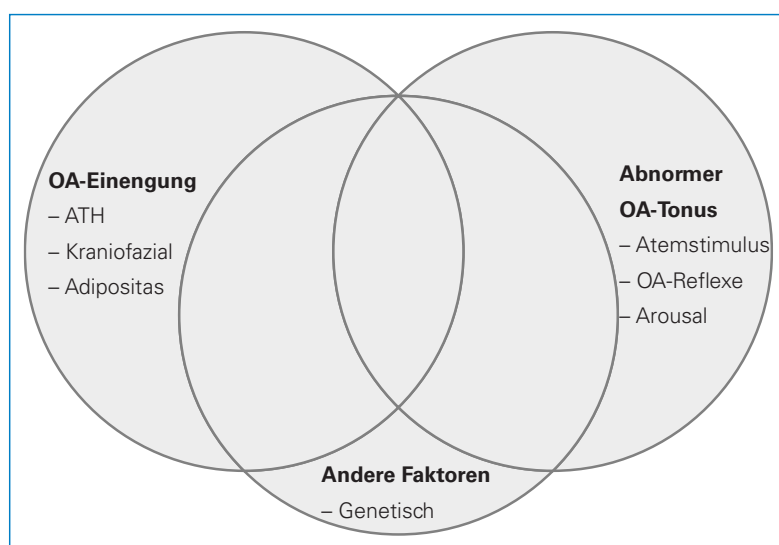 OA-Einengung
– ATH
– Kraniofazial
– Adipositas
Abnormer
OA-Tonus
– Atemstimulus
– OA-Reflexe
– Arousal
Andere Faktoren
– Genetisch